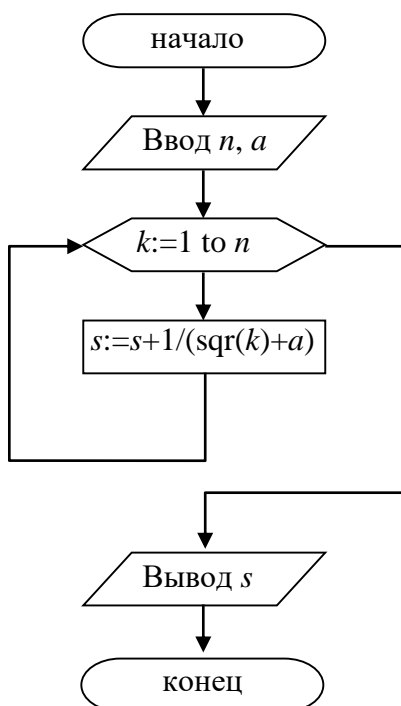 начало
Ввод n, a
k:=1 to n
s:=s+1/(sqr(k)+a)
Вывод s
конец